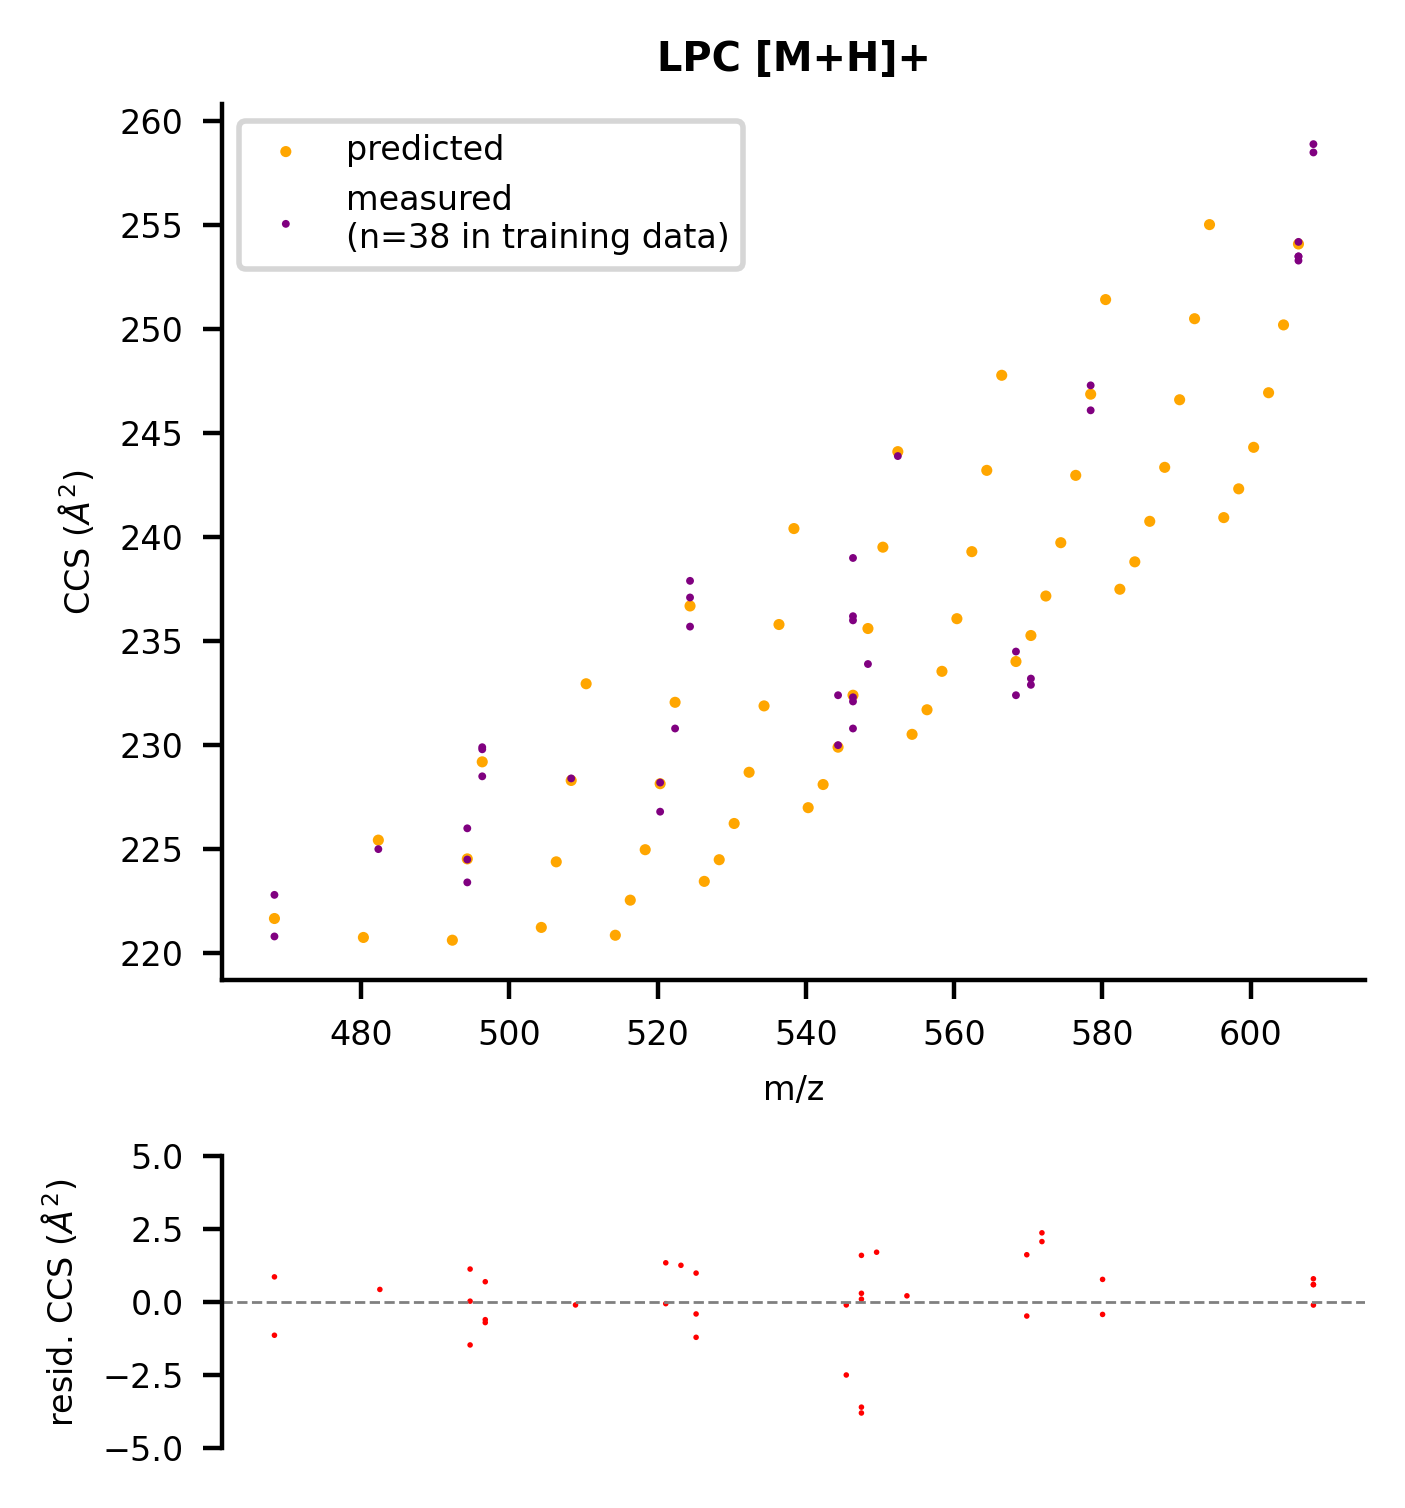 LPC [M+H]+
260
255
250
245
240
235
230
225
220
CCS (Å²)
predicted
measured
(n=38 in training data)
480 500 520 540 560 580 600
m/z
5.0
2.5
0.0
−2.5
−5.0
resid. CCS (Å²)